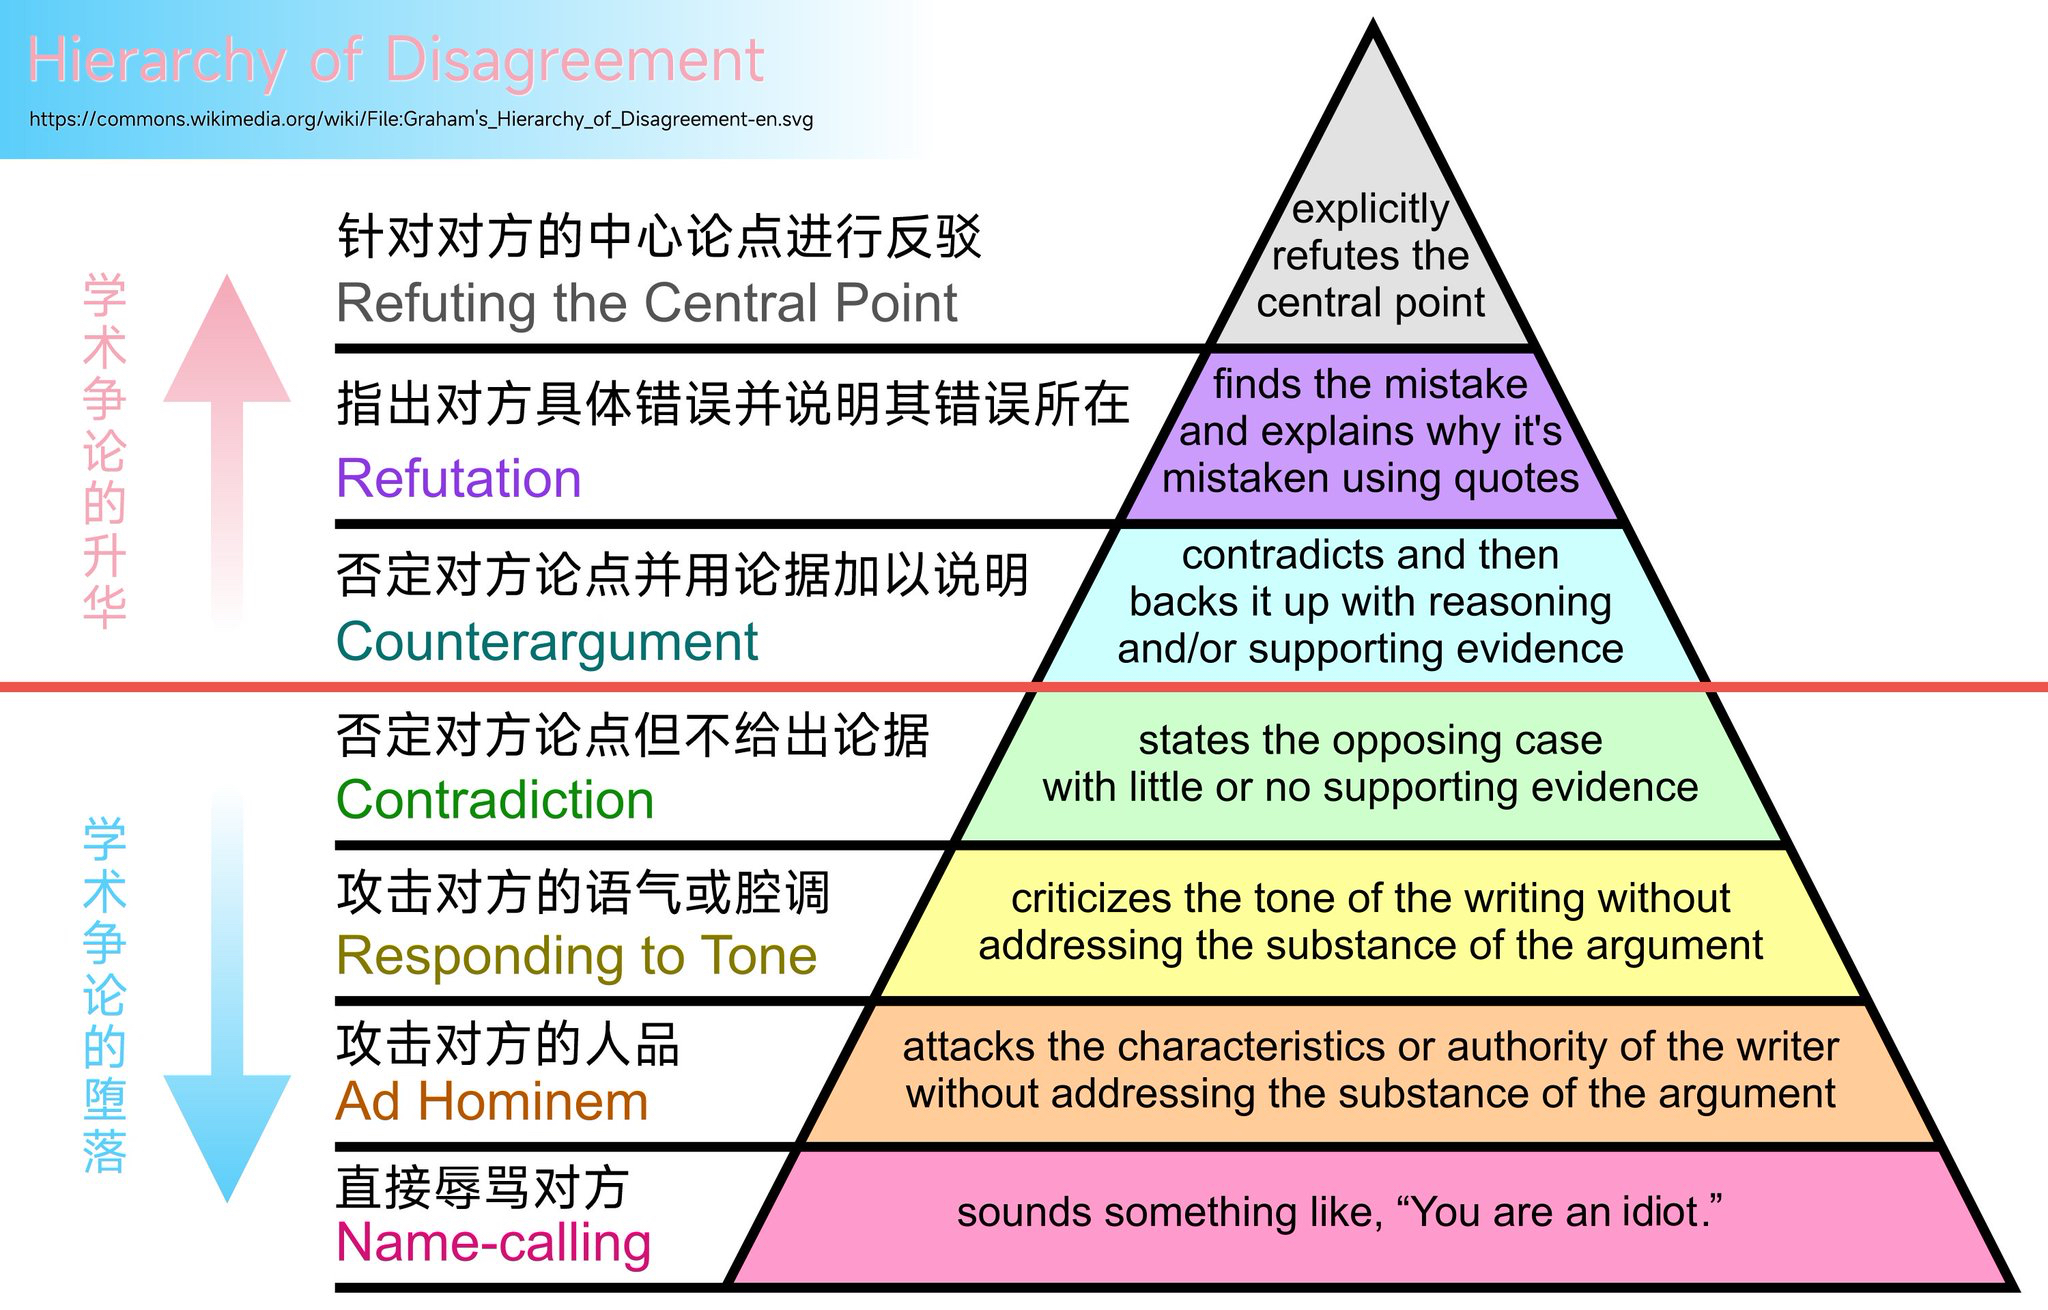 Hierarchy of Disagreement
https://commons.wikimedia.org/wiki/File:Graham's_Hierarchy_of_Disagreement-en.svg
学术争论的升华
针对对方的中心论点进行反驳
Refuting the Central Point
explicitly
refutes the
central point
指出对方具体错误并说明其错误所在
Refutation
finds the mistake
and explains why it's
mistaken using quotes
否定对方论点并用论据加以说明
Counterargument
contradicts and then
backs it up with reasoning
and/or supporting evidence
学术争论的堕落
否定对方论点但不给出论据
Contradiction
states the opposing case
with little or no supporting evidence
攻击对方的语气或腔调
Responding to Tone
criticizes the tone of the writing without
addressing the substance of the argument
攻击对方的人品
Ad Hominem
attacks the characteristics or authority of the writer
without addressing the substance of the argument
直接辱骂对方
Name-calling
sounds something like, “You are an idiot.”